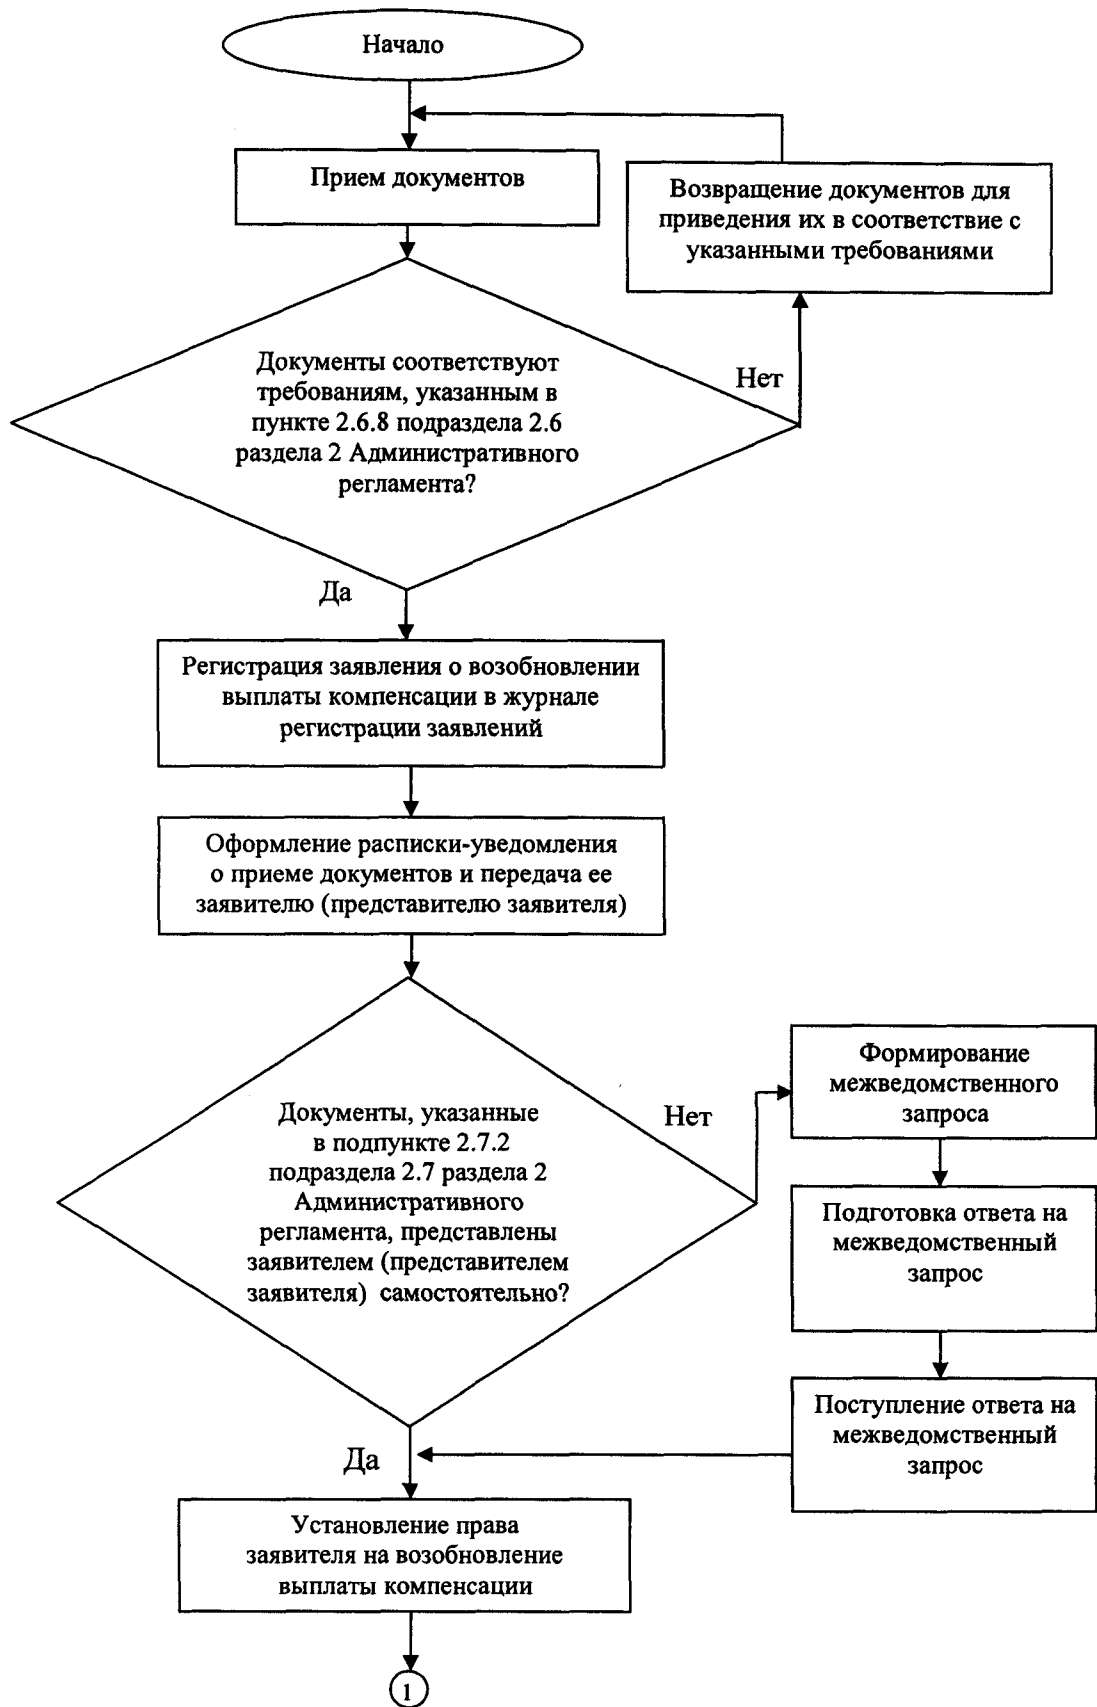 Начало
Прием документов
Возвращение документов для
приведения их в соответствие с
указанными требованиями
Документы соответствуют
требованиям, указанным в
пункте 2.6.8 подраздела 2.6
раздела 2 Административного
регламента?
Нет
Да
Регистрация заявления о возобновлении
выплаты компенсации в журнале
регистрации заявлений
Оформление расписки-уведомления
о приеме документов и передача ее
заявителю (представителю заявителя)
Документы, указанные
в подпункте 2.7.2
подраздела 2.7 раздела 2
Административного
регламента, представлены
заявителем (представителем
заявителя) самостоятельно?
Нет
Формирование
межведомственного
запроса
Подготовка ответа на
межведомственный
запрос
Поступление ответа на
межведомственный
запрос
Да
Установление права
заявителя на возобновление
выплаты компенсации
1